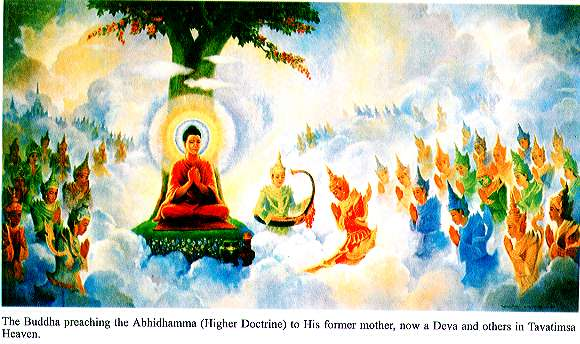 The Buddha preaching the Abhidhamma (Higher Doctrine) to His former mother, now a Deva and others in Tavatimsa
Heaven.